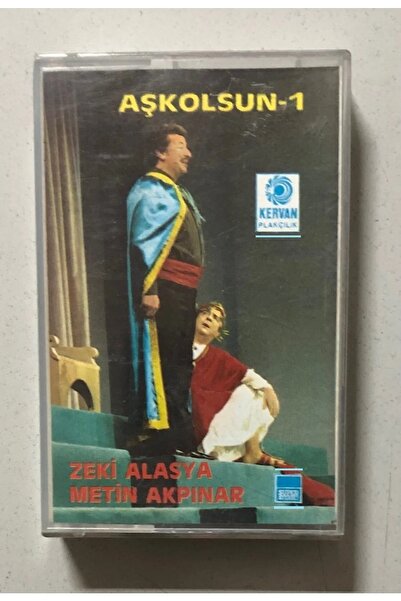 AŞKOLSUN-1
KERVAN
PLAKÇILIK
ZEKİ ALASYA
METİN AKPINAR